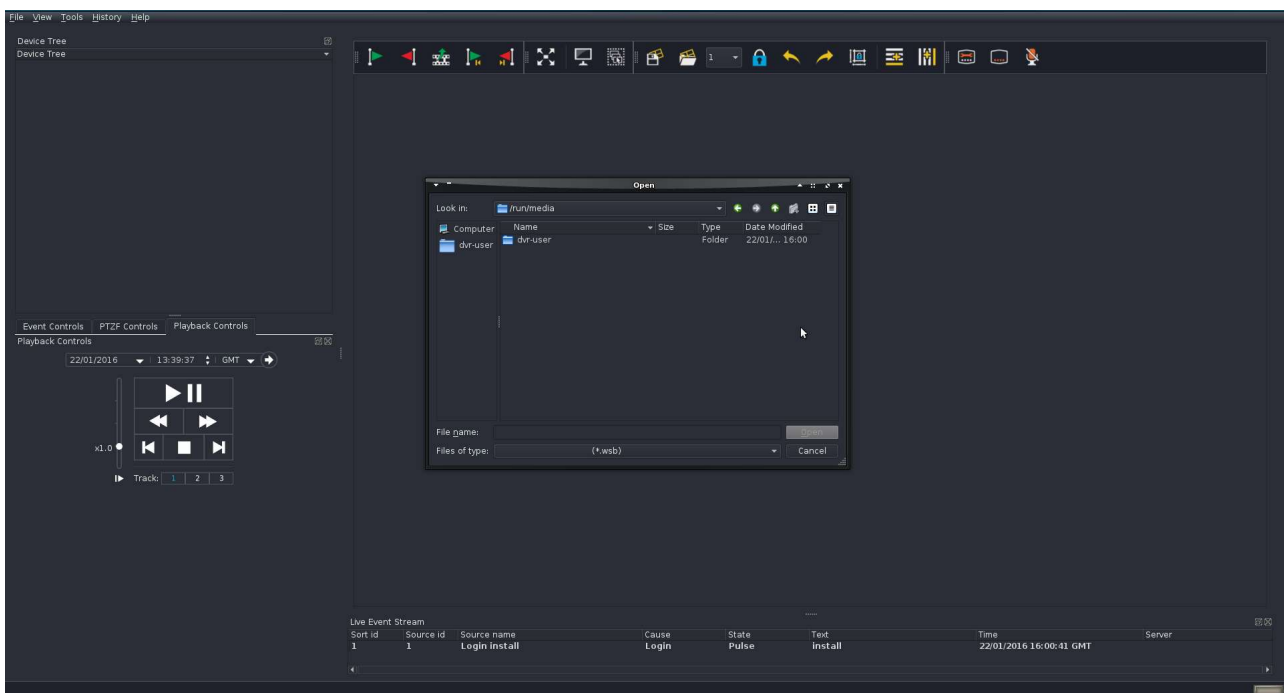 File View Tools History Help
Device Tree
Device Tree
1
Open
Look in: /run/media
Computer
dvr-user
Name Size Type Date Modified
dvr-user Folder 22/01/... 16:00
File name: Open
Files of type: (*.wsb) Cancel
Event Controls PTZF Controls Playback Controls
Playback Controls
22/01/2016 13:39:37 GMT
x1.0
Track: 1 2 3
Live Event Stream
Sort id Source id Source name Cause State Text Time Server
1 1 Login install Login Pulse install 22/01/2016 16:00:41 GMT